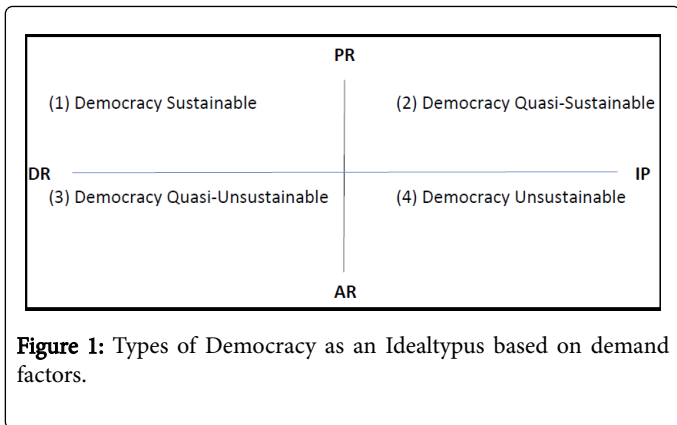 PR
(1) Democracy Sustainable
(2) Democracy Quasi-Sustainable
DR
IP
(3) Democracy Quasi-Unsustainable
(4) Democracy Unsustainable
AR
Figure 1: Types of Democracy as an Idealtypus based on demand
factors.